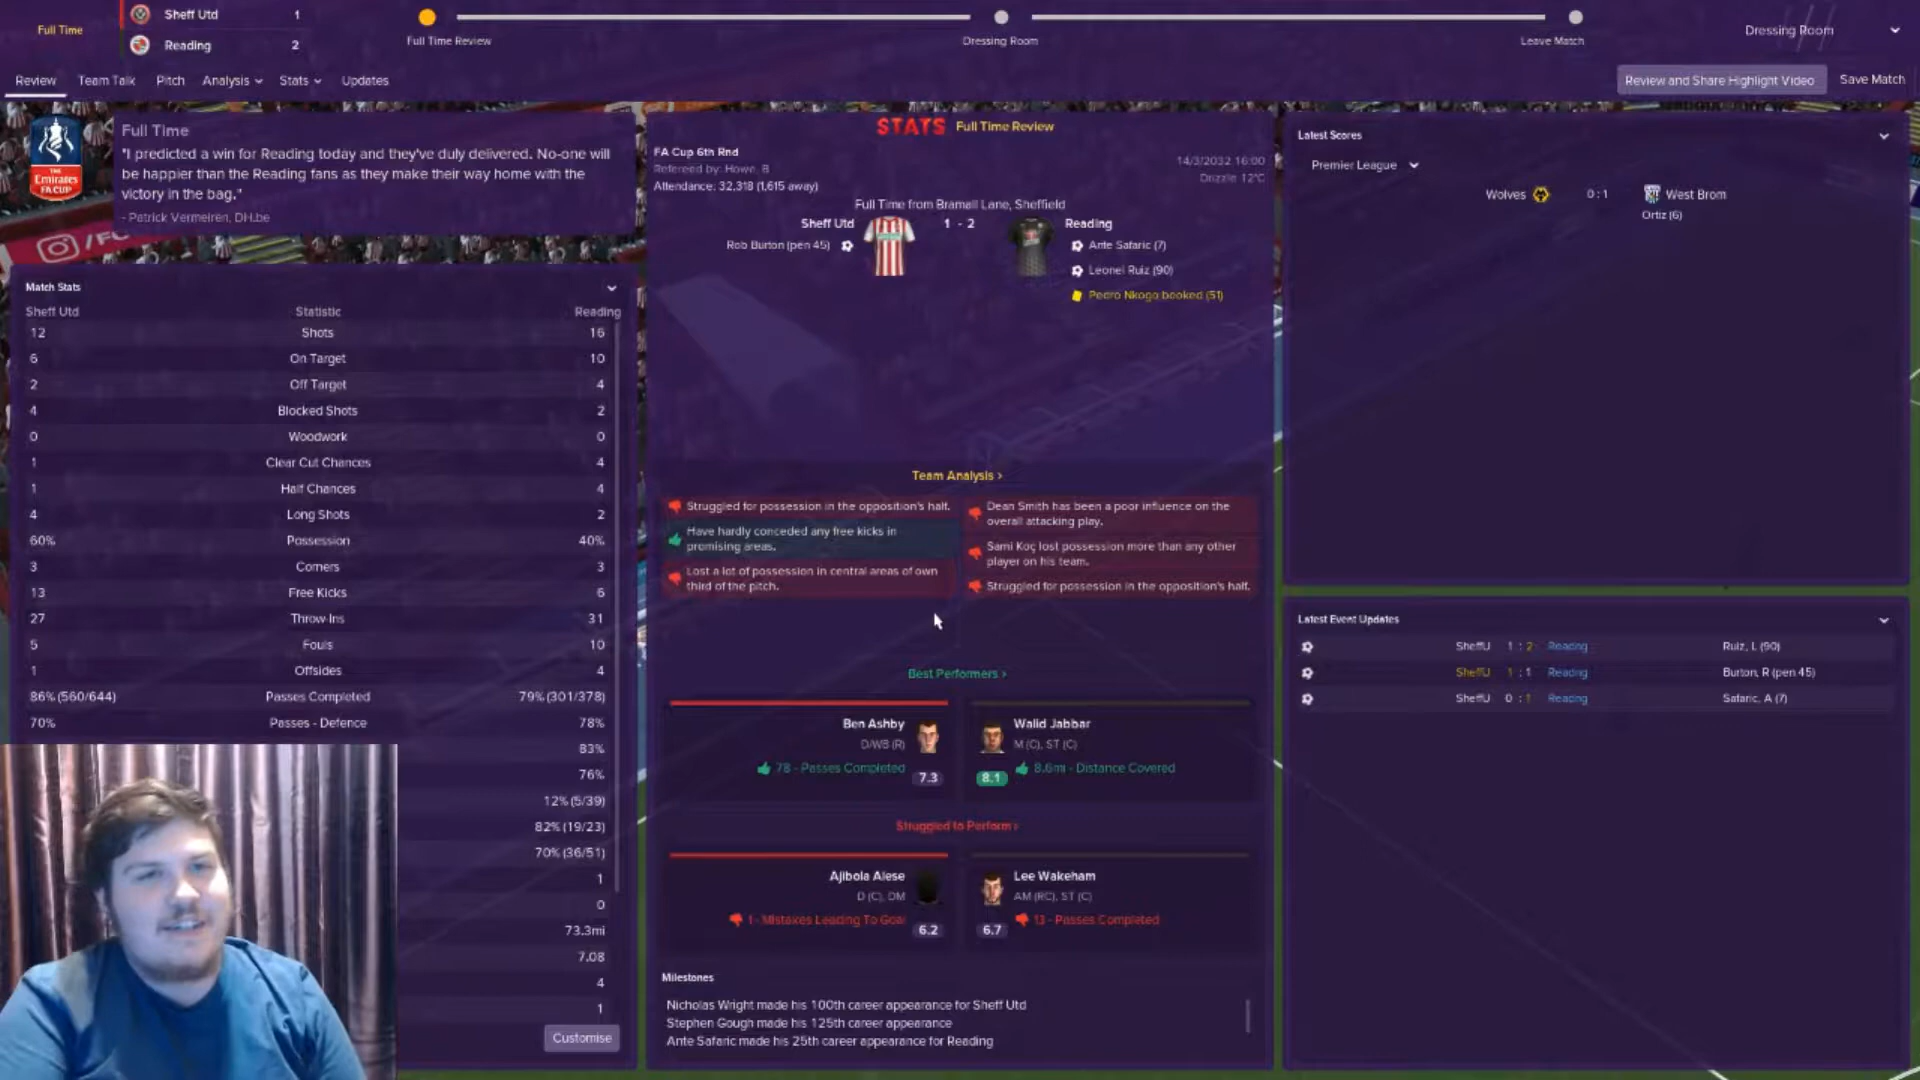 Full Time
Sheff Utd 1
Reading 2
Full Time Review
Dressing Room
Leave Match
Dressing Room
Review
Team Talk
Pitch
Analysis
Stats
Updates
Review and Share Highlight Video
Save Match
The Emirates FA CUP
Full Time
"I predicted a win for Reading today and they've duly delivered. No-one will
be happier than the Reading fans as they make their way home with the
victory in the bag."
- Patrick Vermeiren, DH.be
Match Stats
Sheff Utd Statistic Reading
12 Shots 16
6 On Target 10
2 Off Target 4
4 Blocked Shots 2
0 Woodwork 0
1 Clear Cut Chances 4
1 Half Chances 4
4 Long Shots 2
60% Possession 40%
3 Corners 3
13 Free Kicks 6
27 Throw-Ins 31
5 Fouls 10
1 Offsides 4
86% (560/644) Passes Completed 79% (301/378)
70% Passes - Defence 78%
83%
76%
12% (5/39)
82% (19/23)
70% (36/51)
1
0
73.3mi
7.08
4
1
Customise
STATS Full Time Review
FA Cup 6th Rnd
Refereed by: Howe, B
Attendance: 32,318 (1,615 away)
14/3/2032 16:00
Drizzle 12°C
Full Time from Bramall Lane, Sheffield
Sheff Utd 1 - 2 Reading
Rob Burton (pen 45)
Ante Safaric (7)
Leonel Ruiz (90)
Pedro Nkogo booked (51)
Team Analysis >
Struggled for possession in the opposition's half.
Have hardly conceded any free kicks in
promising areas.
Lost a lot of possession in central areas of own
third of the pitch.
Dean Smith has been a poor influence on the
overall attacking play.
Sami Koç lost possession more than any other
player on his team.
Struggled for possession in the opposition's half.
Best Performers >
Ben Ashby
D/WB (R)
78 - Passes Completed 7.3
Walid Jabbar
M (C), ST (C)
8.1 8.6mi - Distance Covered
Struggled to Perform >
Ajibola Alese
D (C), DM
1 - Mistakes Leading To Goal 6.2
Lee Wakeham
AM (RC), ST (C)
6.7 13 - Passes Completed
Milestones
Nicholas Wright made his 100th career appearance for Sheff Utd
Stephen Gough made his 125th career appearance
Ante Safaric made his 25th career appearance for Reading
Latest Scores
Premier League
Wolves 0 : 1 West Brom
Ortiz (6)
Latest Event Updates
SheffU 1 : 2 Reading Ruiz, L (90)
SheffU 1 : 1 Reading Burton, R (pen 45)
SheffU 0 : 1 Reading Safaric, A (7)